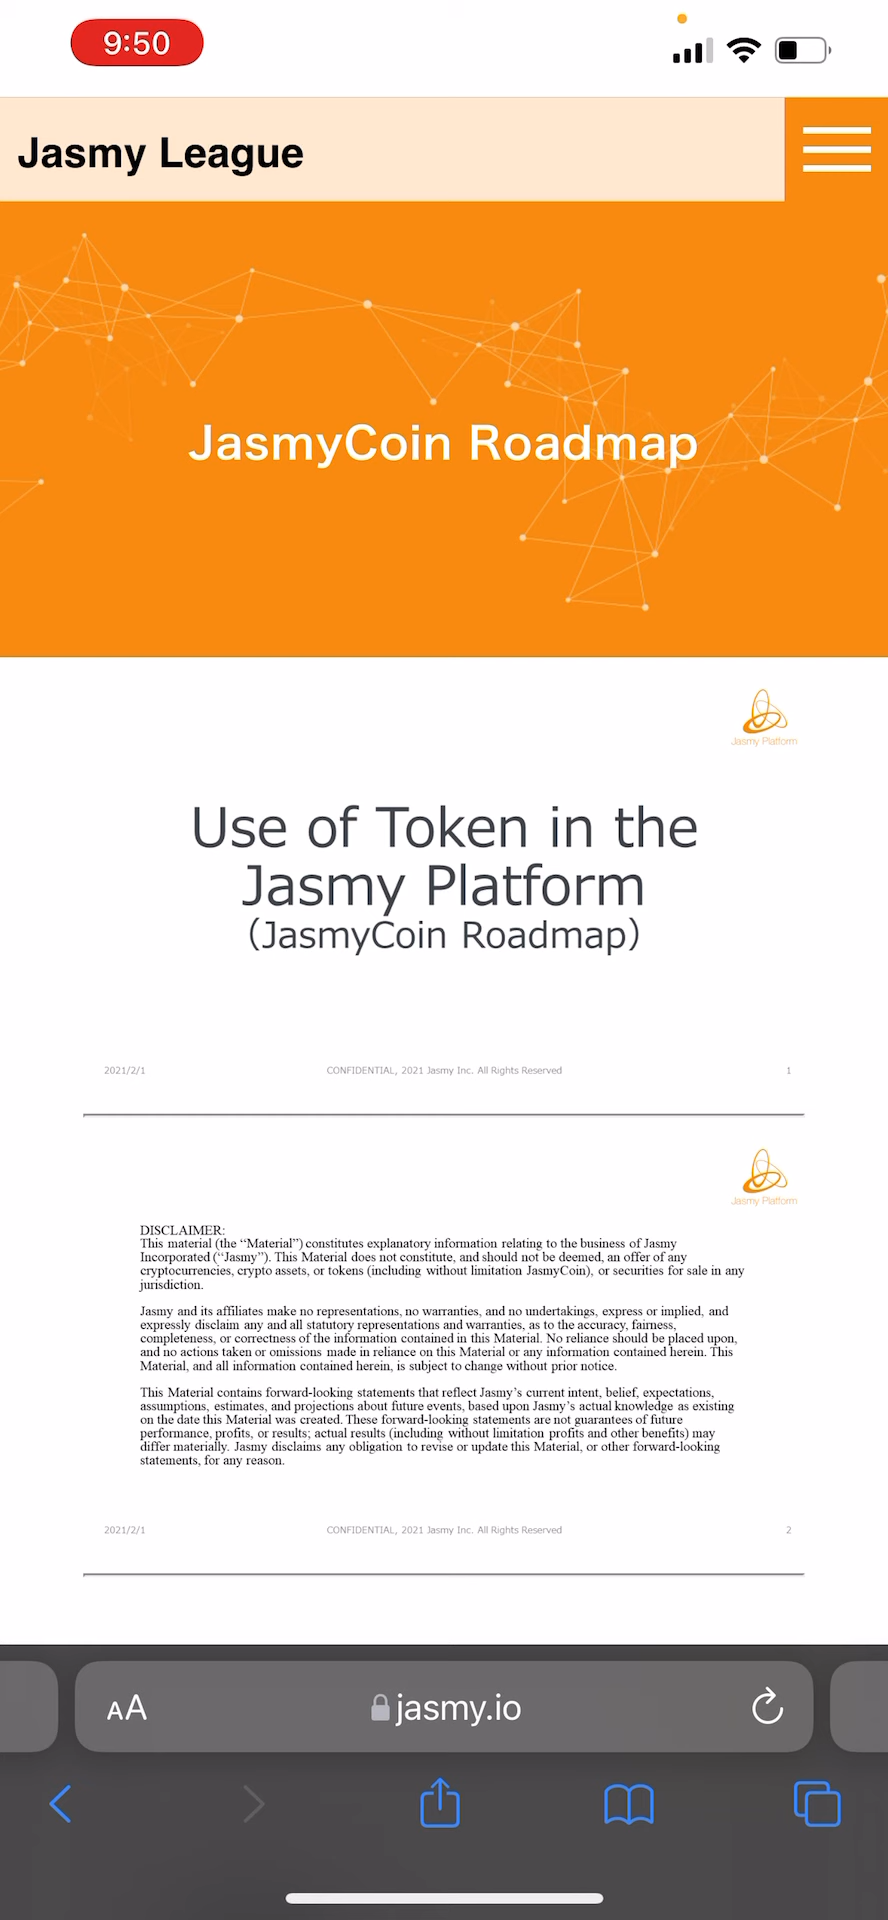 9:50
Jasmy League
JasmyCoin Roadmap
Jasmy Platform
Use of Token in the
Jasmy Platform
(JasmyCoin Roadmap)
2021/2/1 CONFIDENTIAL, 2021 Jasmy Inc. All Rights Reserved 1
Jasmy Platform
DISCLAIMER:
This material (the “Material”) constitutes explanatory information relating to the business of Jasmy
Incorporated (“Jasmy”). This Material does not constitute, and should not be deemed, an offer of any
cryptocurrencies, crypto assets, or tokens (including without limitation JasmyCoin), or securities for sale in any
jurisdiction.
Jasmy and its affiliates make no representations, no warranties, and no undertakings, express or implied, and
expressly disclaim any and all statutory representations and warranties, as to the accuracy, fairness,
completeness, or correctness of the information contained in this Material. No reliance should be placed upon,
and no actions taken or omissions made in reliance on this Material or any information contained herein. This
Material, and all information contained herein, is subject to change without prior notice.
This Material contains forward-looking statements that reflect Jasmy’s current intent, belief, expectations,
assumptions, estimates, and projections about future events, based upon Jasmy’s actual knowledge as existing
on the date this Material was created. These forward-looking statements are not guarantees of future
performance, profits, or results; actual results (including without limitation profits and other benefits) may
differ materially. Jasmy disclaims any obligation to revise or update this Material, or other forward-looking
statements, for any reason.
2021/2/1 CONFIDENTIAL, 2021 Jasmy Inc. All Rights Reserved 2
AA jasmy.io